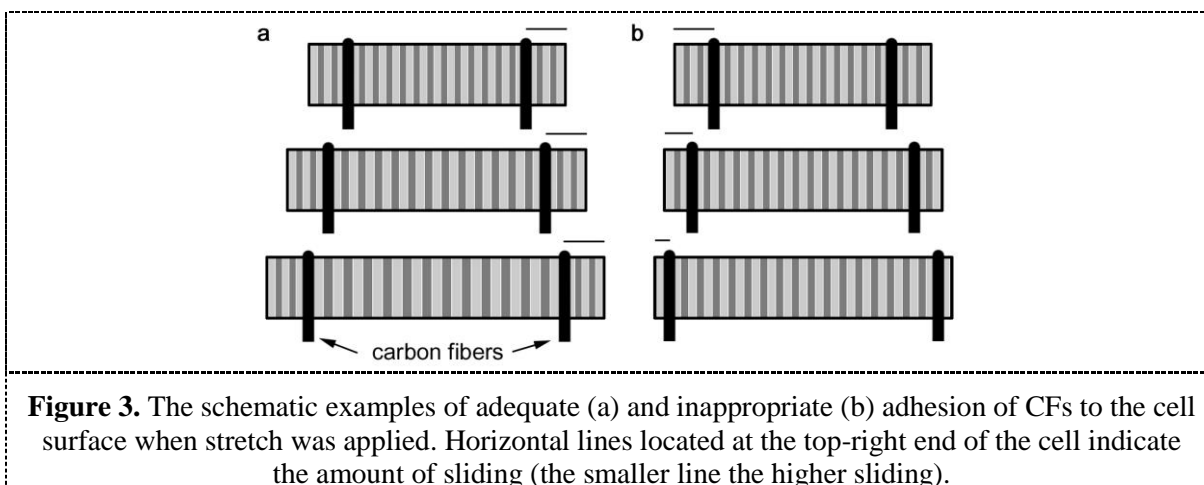 a
b
carbon fibers
Figure 3. The schematic examples of adequate (a) and inappropriate (b) adhesion of CFs to the cell
surface when stretch was applied. Horizontal lines located at the top-right end of the cell indicate
the amount of sliding (the smaller line the higher sliding).